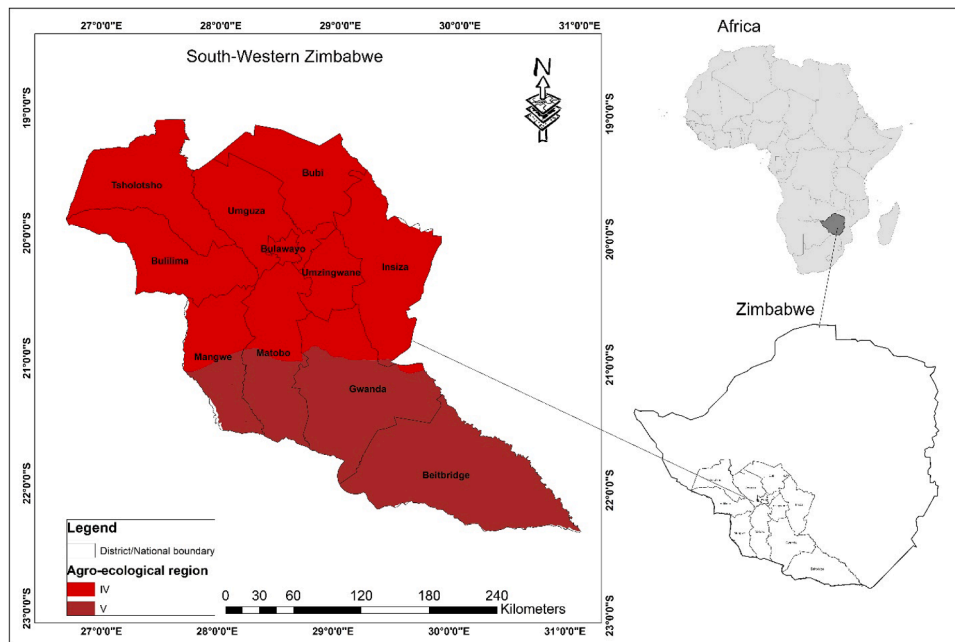 27°0'0"E 28°0'0"E 29°0'0"E 30°0'0"E 31°0'0"E
South-Western Zimbabwe
N
19°0'0"S
20°0'0"S
21°0'0"S
22°0'0"S
23°0'0"S
Tsholotsho
Bubi
Umguza
Bulawayo
Bulilima
Umzingwane
Insiza
Mangwe
Matobo
Gwanda
Beitbridge
Legend
District/National boundary
Agro-ecological region
IV
V
0 30 60 120 180 240
Kilometers
27°0'0"E 28°0'0"E 29°0'0"E 30°0'0"E 31°0'0"E
19°0'0"S
20°0'0"S
21°0'0"S
22°0'0"S
23°0'0"S
Africa
Zimbabwe